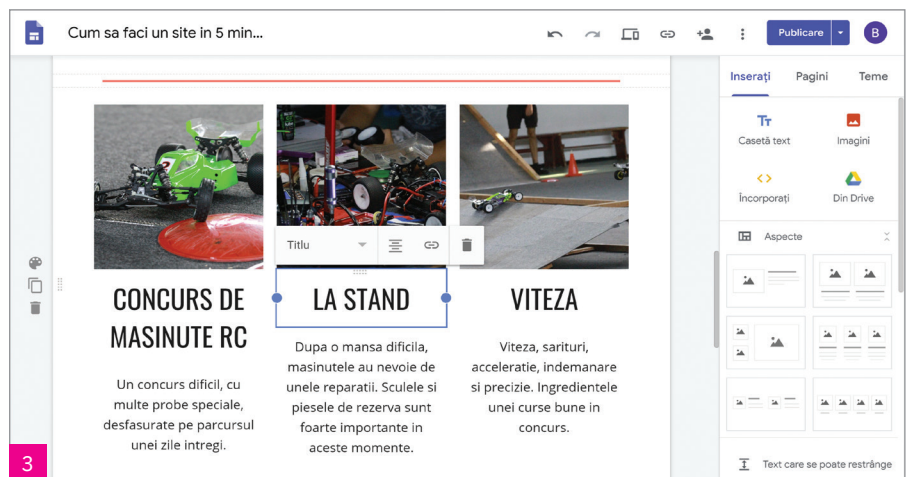 Cum sa faci un site in 5 min...
Publicare
B
Inserați
Pagini
Teme
Tт
Casetă text
Imagini
Încorporați
Din Drive
Aspecte
Titlu
CONCURS DE
MASINUTE RC
Un concurs dificil, cu
multe probe speciale,
desfasurate pe parcursul
unei zile intregi.
LA STAND
Dupa o mansa dificila,
masinutele au nevoie de
unele reparatii. Sculele si
piesele de rezerva sunt
foarte importante in
aceste momente.
VITEZA
Viteza, sarituri,
acceleratie, indemanare
si precizie. Ingredientele
unei curse bune in
concurs.
Text care se poate restrânge
3